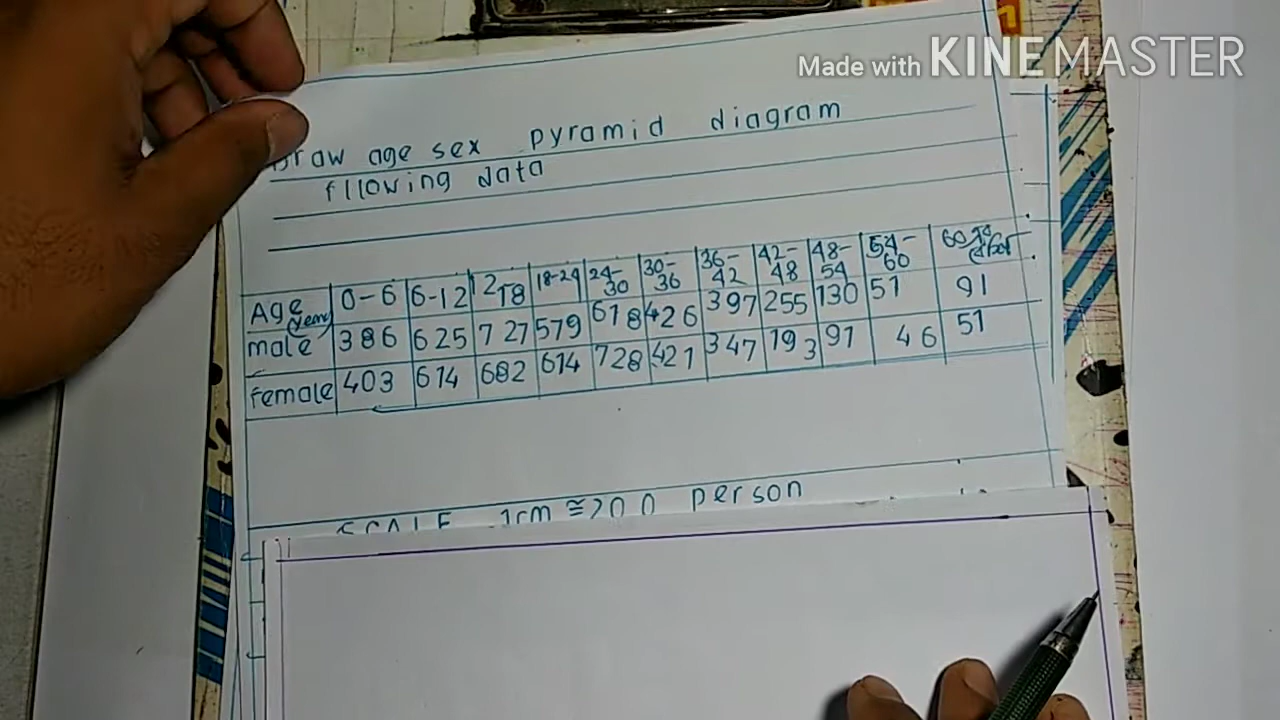 Made with KINEMASTER
Draw age sex pyramid diagram
fllowing data
Age (year) 0-6 6-12 12-18 18-24 24-30 30-36 36-42 42-48 48-54 54-60 60
male 386 625 727 579 618 426 397 255 130 51 91
female 403 614 682 614 728 421 347 193 91 46 51
SCALE 1cm ≅ 200 person